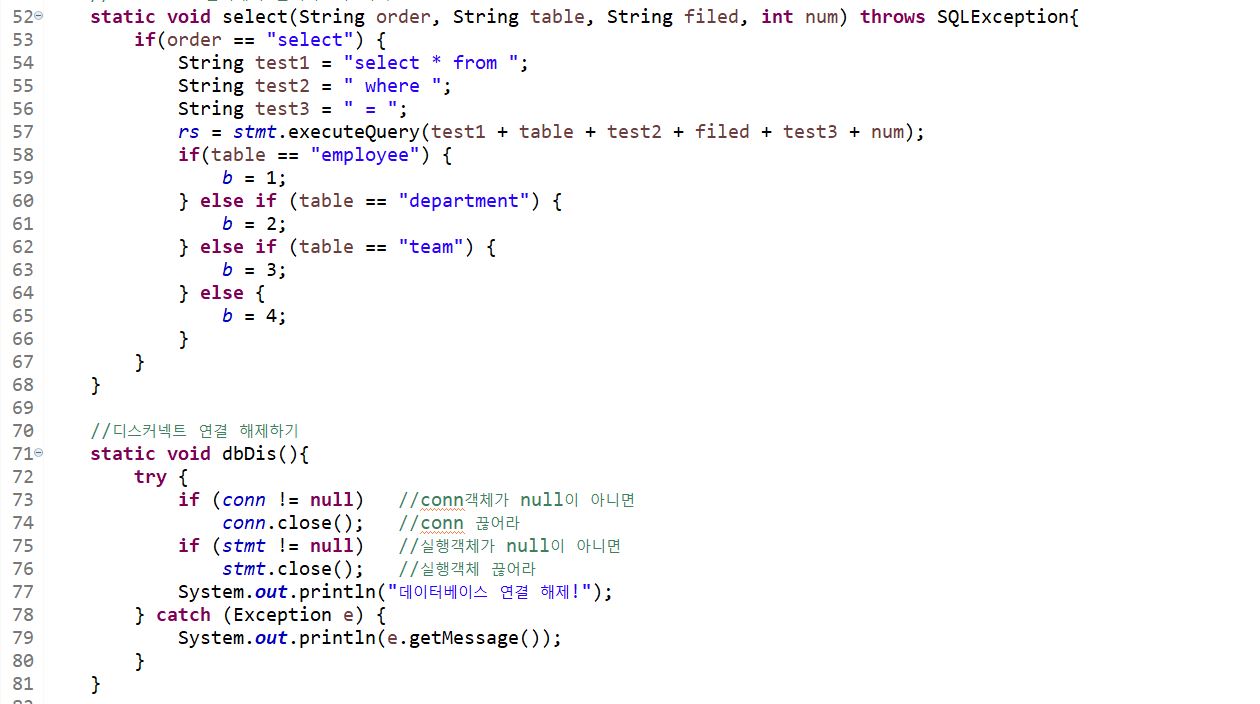 52 static void select(String order, String table, String filed, int num) throws SQLException{
53 if(order == "select") {
54 String test1 = "select * from ";
55 String test2 = " where ";
56 String test3 = " = ";
57 rs = stmt.executeQuery(test1 + table + test2 + filed + test3 + num);
58 if(table == "employee") {
59 b = 1;
60 } else if (table == "department") {
61 b = 2;
62 } else if (table == "team") {
63 b = 3;
64 } else {
65 b = 4;
66 }
67 }
68 }
69
70 //디스커넥트 연결 해제하기
71 static void dbDis(){
72 try {
73 if (conn != null) //conn객체가 null이 아니면
74 conn.close(); //conn 끊어라
75 if (stmt != null) //실행객체가 null이 아니면
76 stmt.close(); //실행객체 끊어라
77 System.out.println("데이터베이스 연결 해제!");
78 } catch (Exception e) {
79 System.out.println(e.getMessage());
80 }
81 }